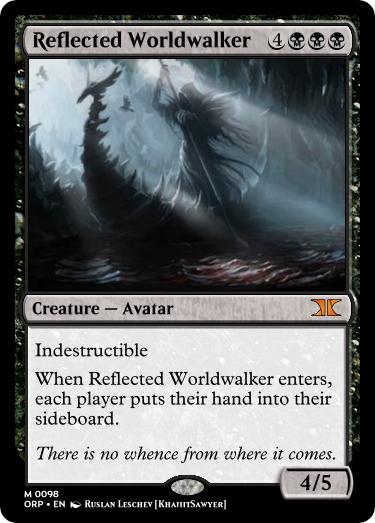 Reflected Worldwalker 4
Creature — Avatar
Indestructible
When Reflected Worldwalker enters,
each player puts their hand into their
sideboard.
There is no whence from where it comes.
4/5
M 0098
ORP • EN Ruslan Leschev [KhajiitSawyer]